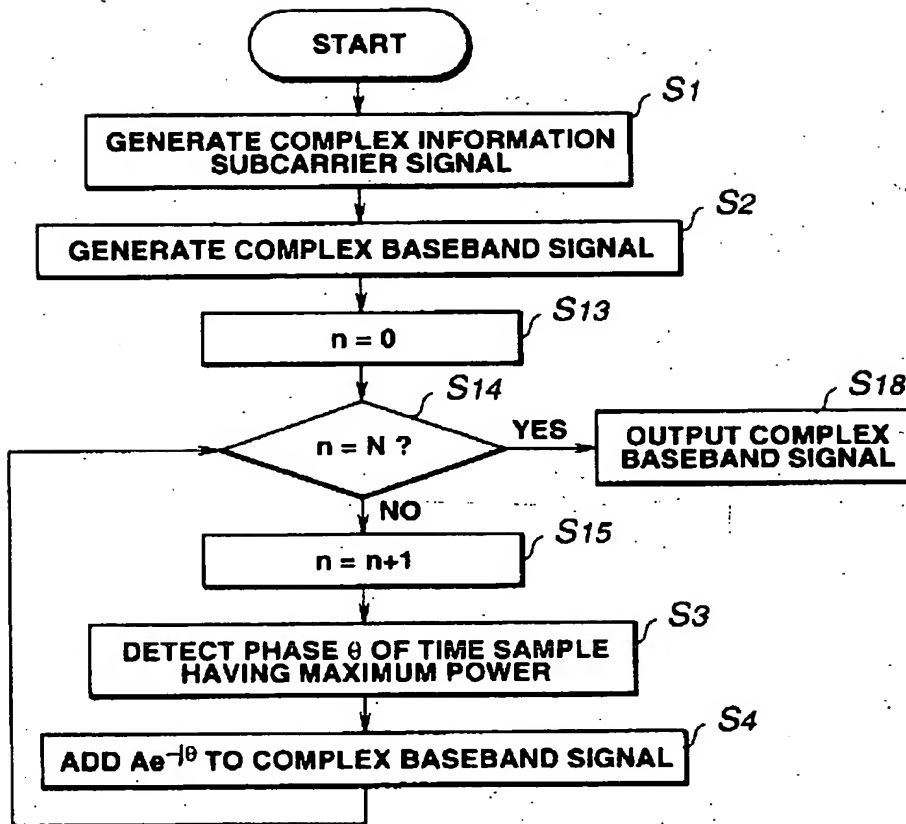 START
S1
GENERATE COMPLEX INFORMATION
SUBCARRIER SIGNAL
S2
GENERATE COMPLEX BASEBAND SIGNAL
S13
n = 0
S14
n = N ?
YES
S18
OUTPUT COMPLEX
BASEBAND SIGNAL
NO
S15
n = n+1
S3
DETECT PHASE θ OF TIME SAMPLE
HAVING MAXIMUM POWER
S4
ADD Ae⁻ʲᶿ TO COMPLEX BASEBAND SIGNAL